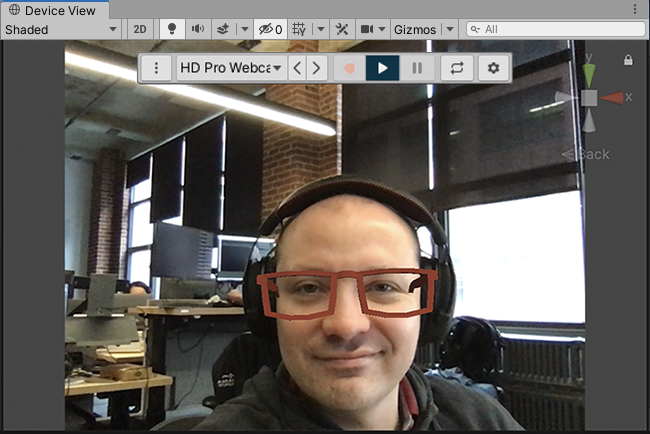 Device View
Shaded 2D 0 Gizmos All
HD Pro Webca
y
x
Back